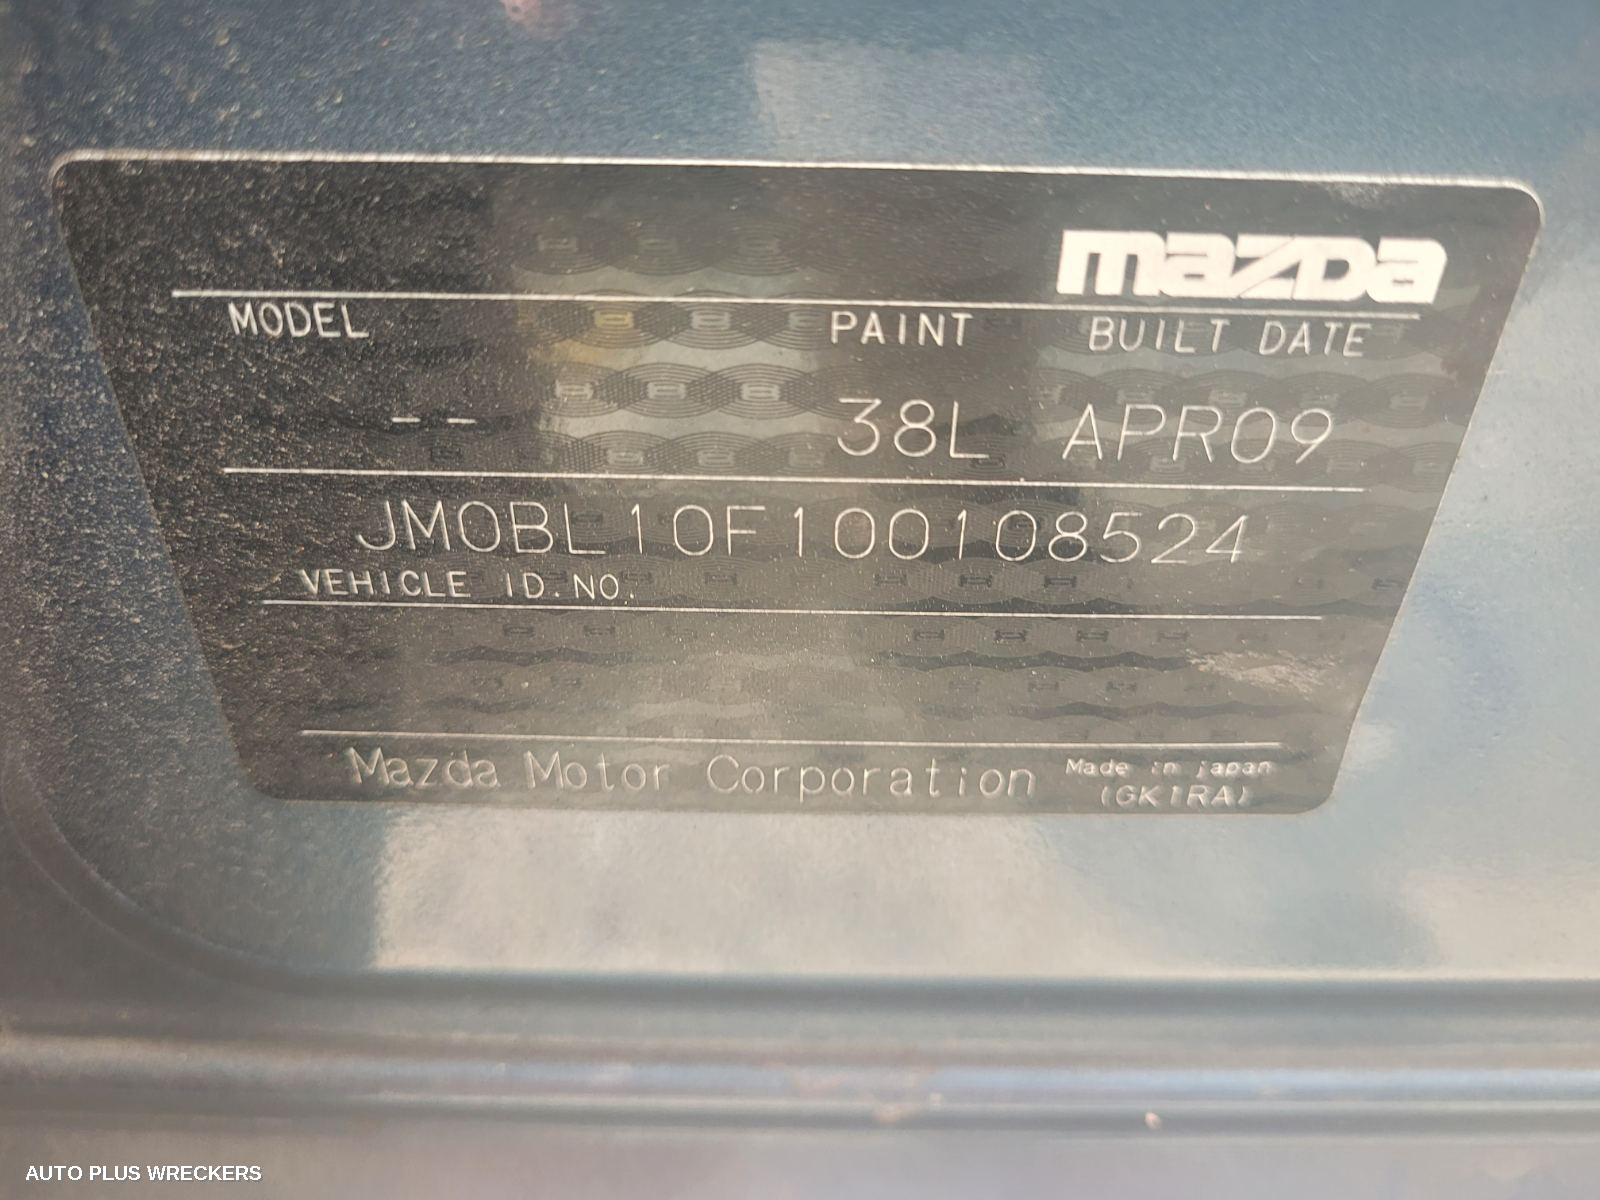 mazDa
MODEL PAINT BUILT DATE
-- 38L APR09
JM0BL10F100108524
VEHICLE ID.NO.
Mazda Motor Corporation Made in japan
(GK1RA)
AUTO PLUS WRECKERS